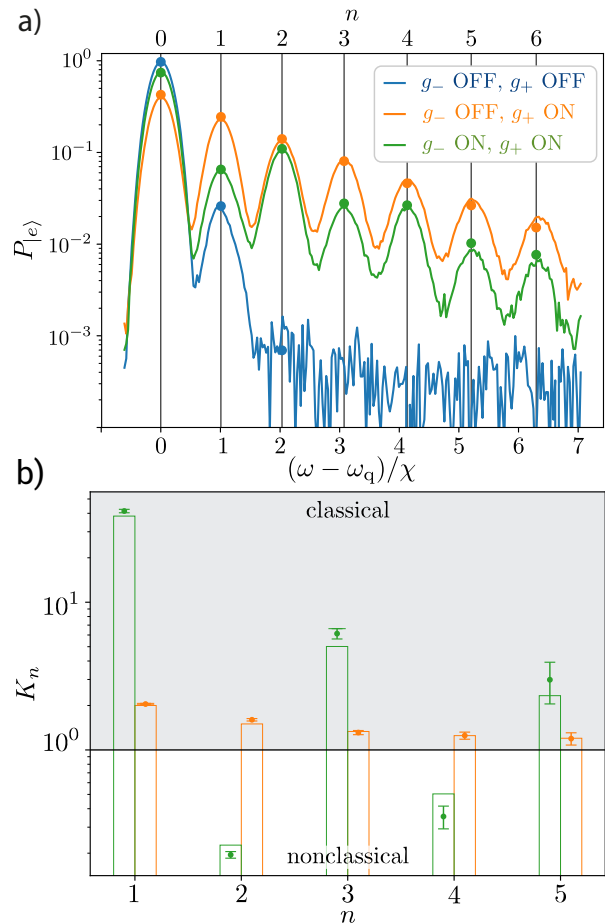 a)
n
0 1 2 3 4 5 6
10⁰
10⁻¹
10⁻²
10⁻³
P|e⟩
g₋ OFF, g₊ OFF
g₋ OFF, g₊ ON
g₋ ON, g₊ ON
0 1 2 3 4 5 6 7
(ω − ωq)/χ
b)
classical
10¹
10⁰
Kₙ
nonclassical
1 2 3 4 5
n